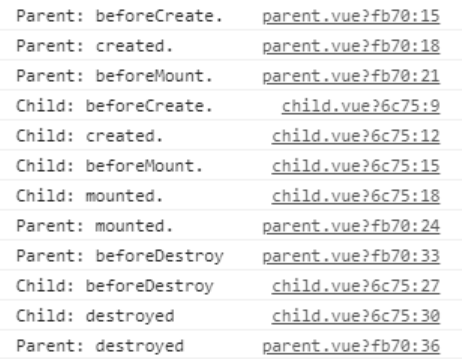 Parent: beforeCreate. parent.vue?fb70:15
Parent: created. parent.vue?fb70:18
Parent: beforeMount. parent.vue?fb70:21
Child: beforeCreate. child.vue?6c75:9
Child: created. child.vue?6c75:12
Child: beforeMount. child.vue?6c75:15
Child: mounted. child.vue?6c75:18
Parent: mounted. parent.vue?fb70:24
Parent: beforeDestroy parent.vue?fb70:33
Child: beforeDestroy child.vue?6c75:27
Child: destroyed child.vue?6c75:30
Parent: destroyed parent.vue?fb70:36